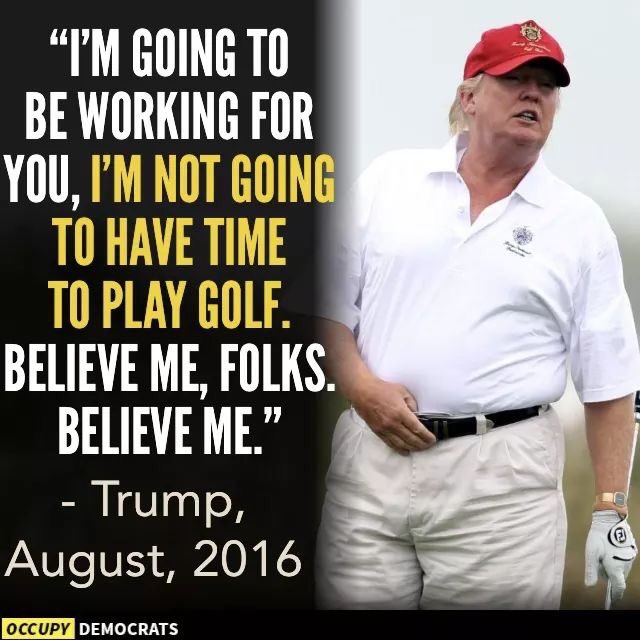 “I’M GOING TO
BE WORKING FOR
YOU, I’M NOT GOING
TO HAVE TIME
TO PLAY GOLF.
BELIEVE ME, FOLKS.
BELIEVE ME.”
- Trump,
August, 2016
OCCUPY DEMOCRATS